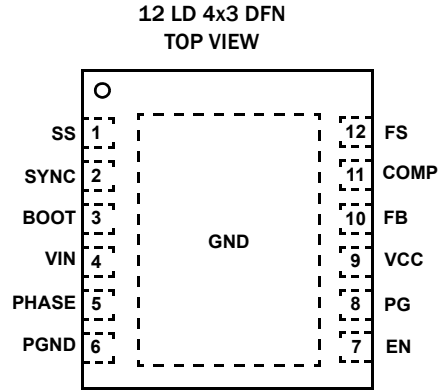 12 LD 4x3 DFN
TOP VIEW
SS 1 12 FS
SYNC 2 11 COMP
BOOT 3 10 FB
GND
VIN 4 9 VCC
PHASE 5 8 PG
PGND 6 7 EN